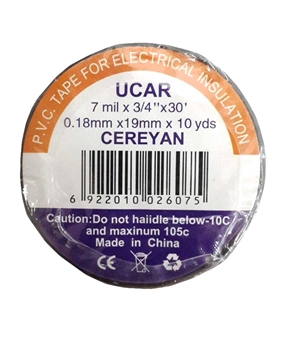 P.V.C. TAPE FOR ELECTRICAL INSULATION
UCAR
7 mil x 3/4''x30'
0.18mm x19mm x 10 yds
CEREYAN
6 922010 026075
Caution:Do not haiidle below-10C
and maxinum 105c
Made in China
CE